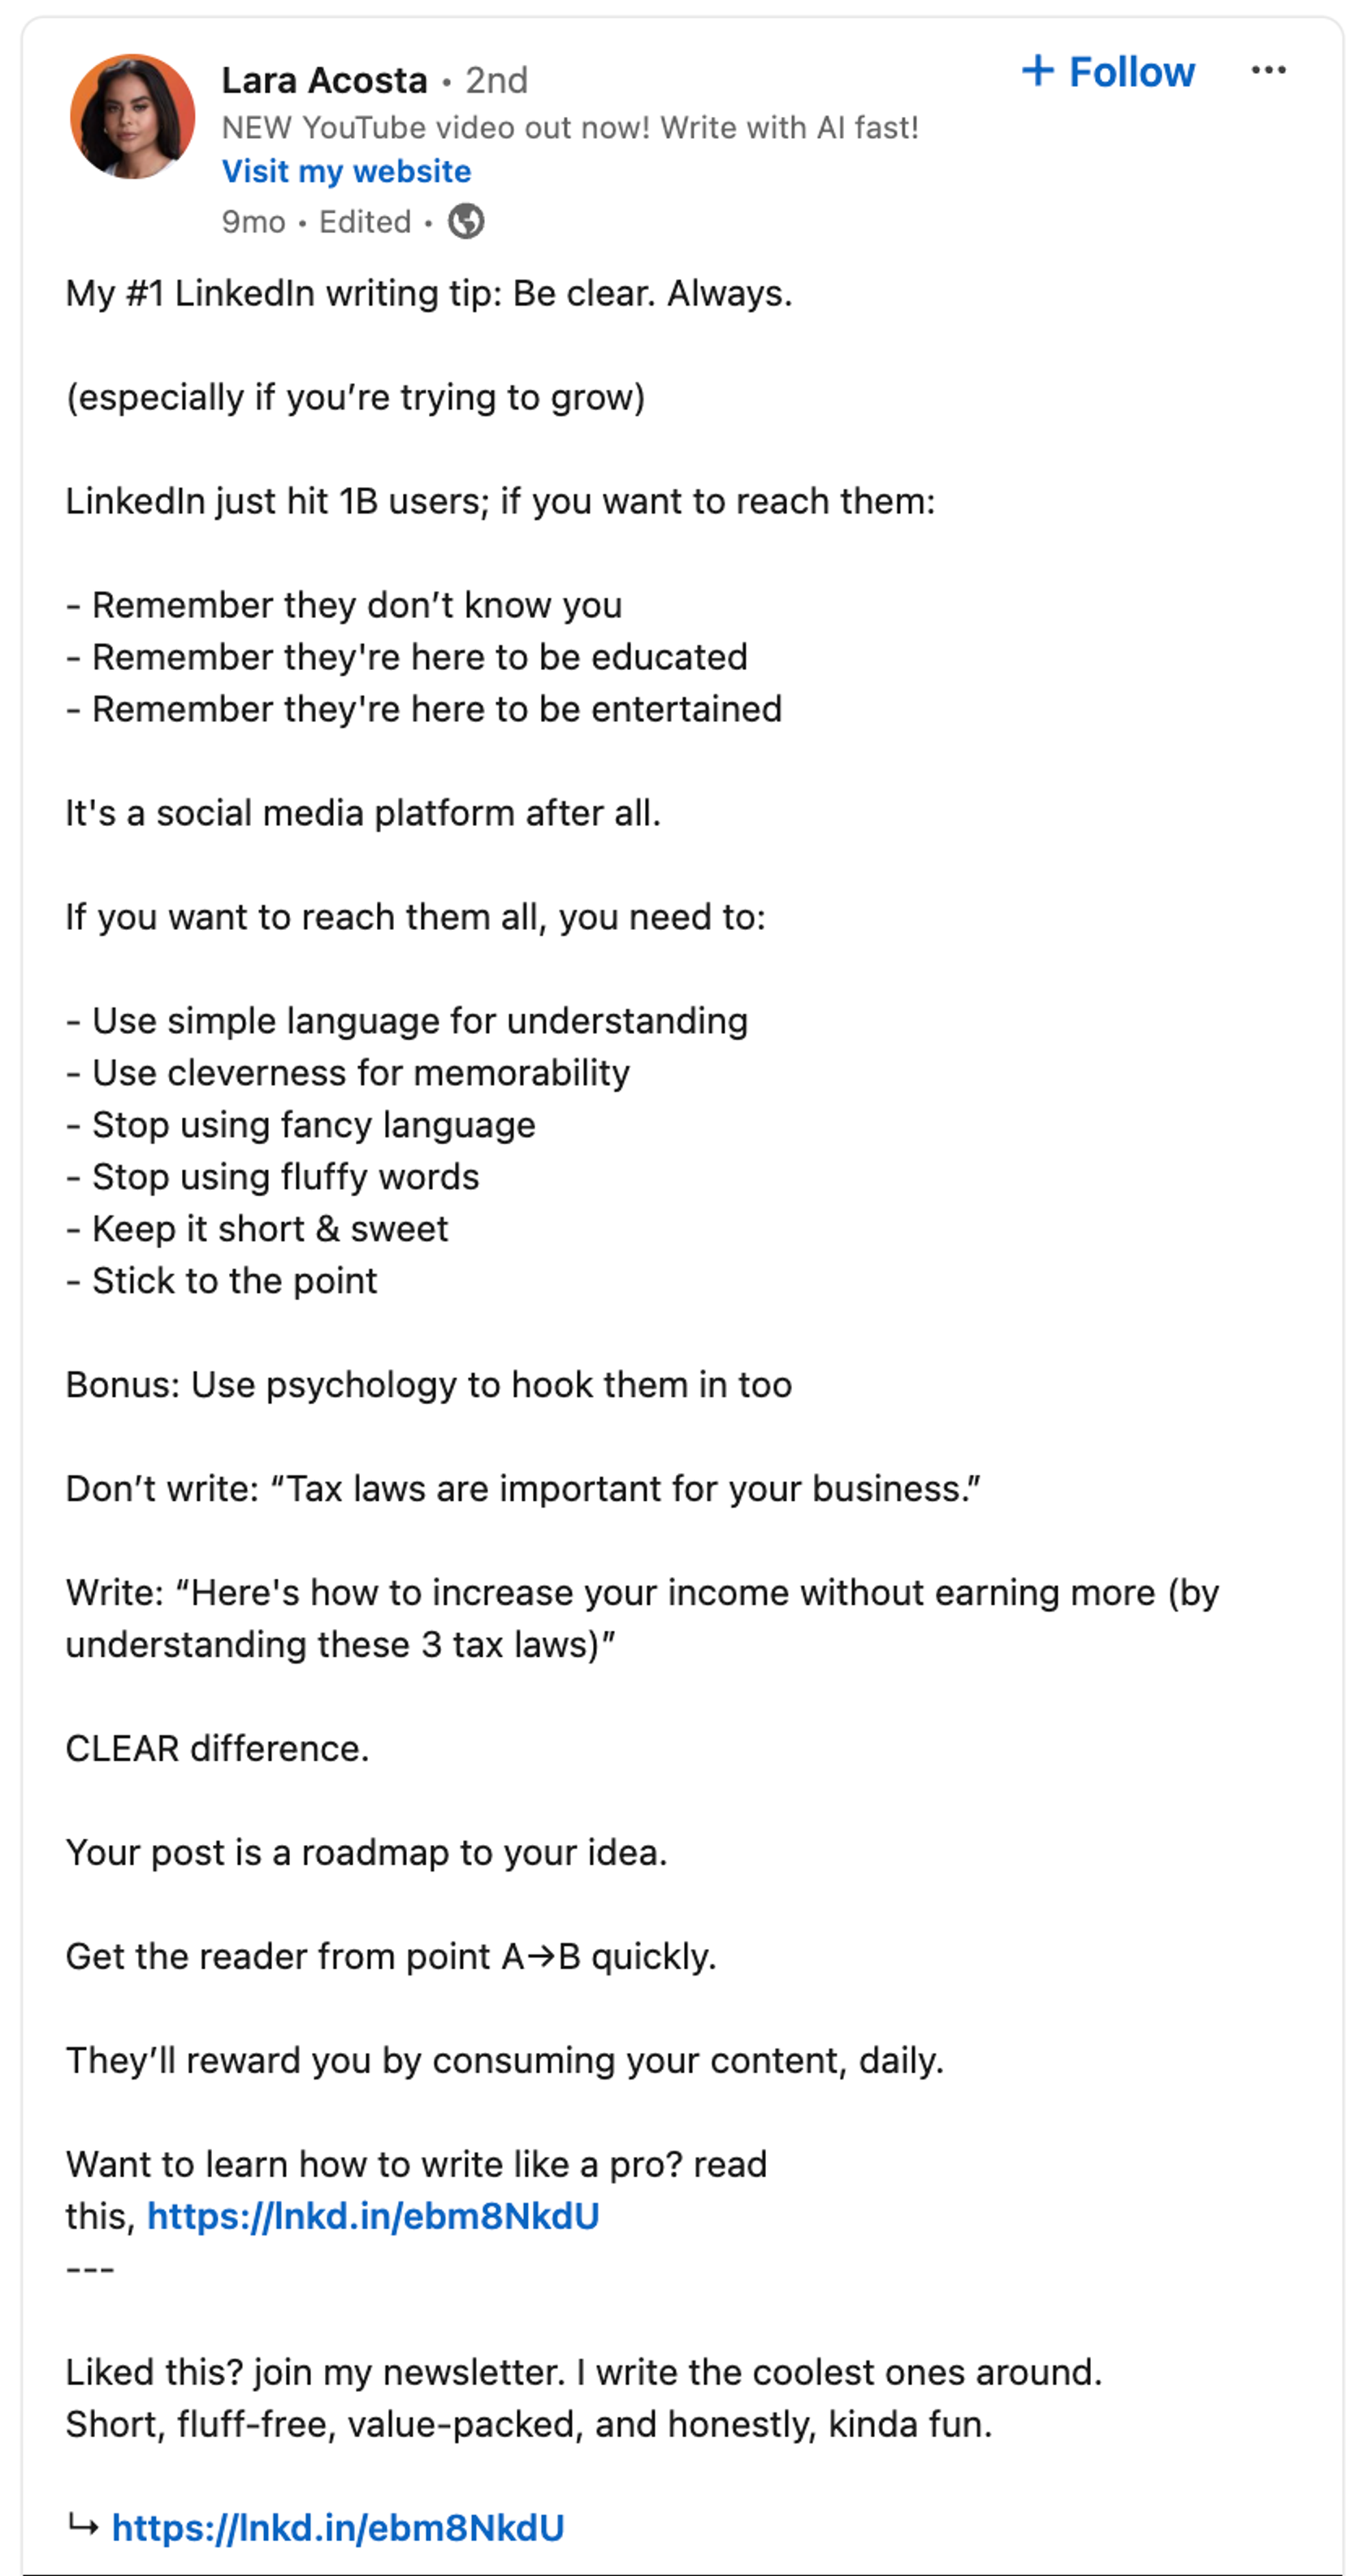 Lara Acosta • 2nd
+ Follow
NEW YouTube video out now! Write with AI fast!
Visit my website
9mo • Edited •
My #1 LinkedIn writing tip: Be clear. Always.
(especially if you’re trying to grow)
LinkedIn just hit 1B users; if you want to reach them:
- Remember they don’t know you
- Remember they're here to be educated
- Remember they're here to be entertained
It's a social media platform after all.
If you want to reach them all, you need to:
- Use simple language for understanding
- Use cleverness for memorability
- Stop using fancy language
- Stop using fluffy words
- Keep it short & sweet
- Stick to the point
Bonus: Use psychology to hook them in too
Don’t write: “Tax laws are important for your business.”
Write: “Here's how to increase your income without earning more (by
understanding these 3 tax laws)”
CLEAR difference.
Your post is a roadmap to your idea.
Get the reader from point A→B quickly.
They’ll reward you by consuming your content, daily.
Want to learn how to write like a pro? read
this, https://lnkd.in/ebm8NkdU
---
Liked this? join my newsletter. I write the coolest ones around.
Short, fluff-free, value-packed, and honestly, kinda fun.
↳ https://lnkd.in/ebm8NkdU